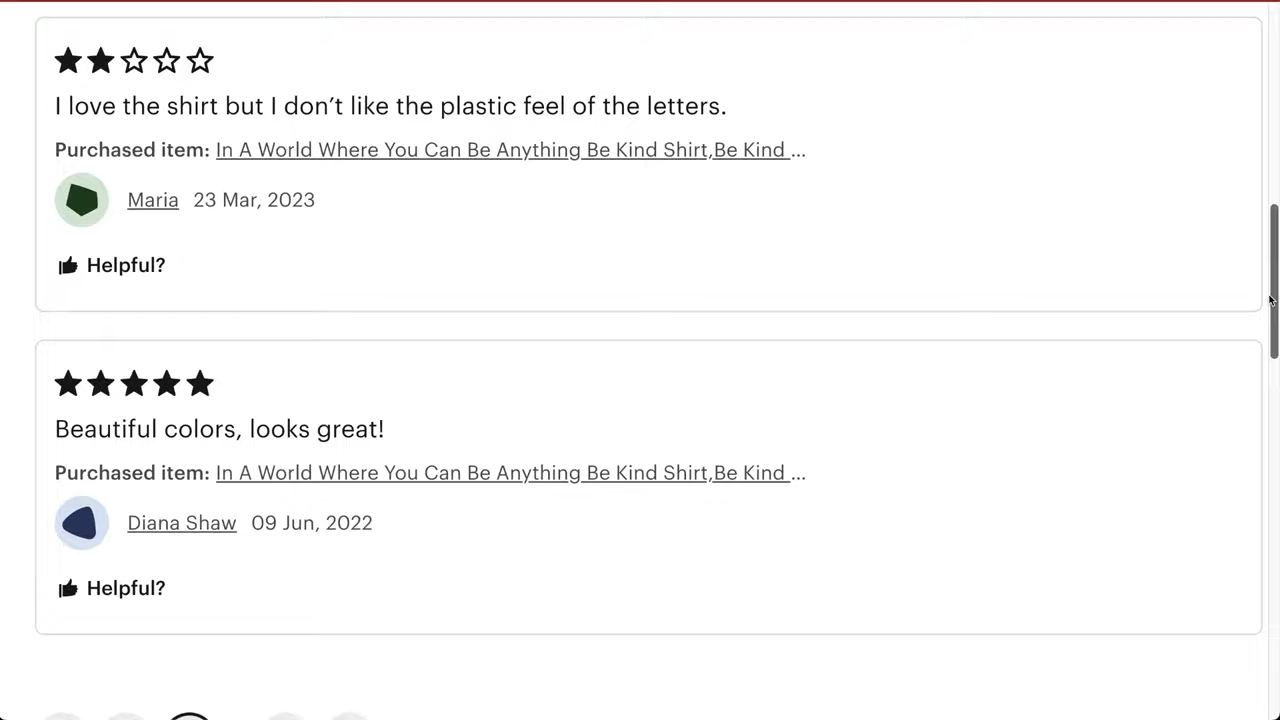 I love the shirt but I don’t like the plastic feel of the letters.
Purchased item: In A World Where You Can Be Anything Be Kind Shirt,Be Kind ...
Maria 23 Mar, 2023
Helpful?
Beautiful colors, looks great!
Purchased item: In A World Where You Can Be Anything Be Kind Shirt,Be Kind ...
Diana Shaw 09 Jun, 2022
Helpful?